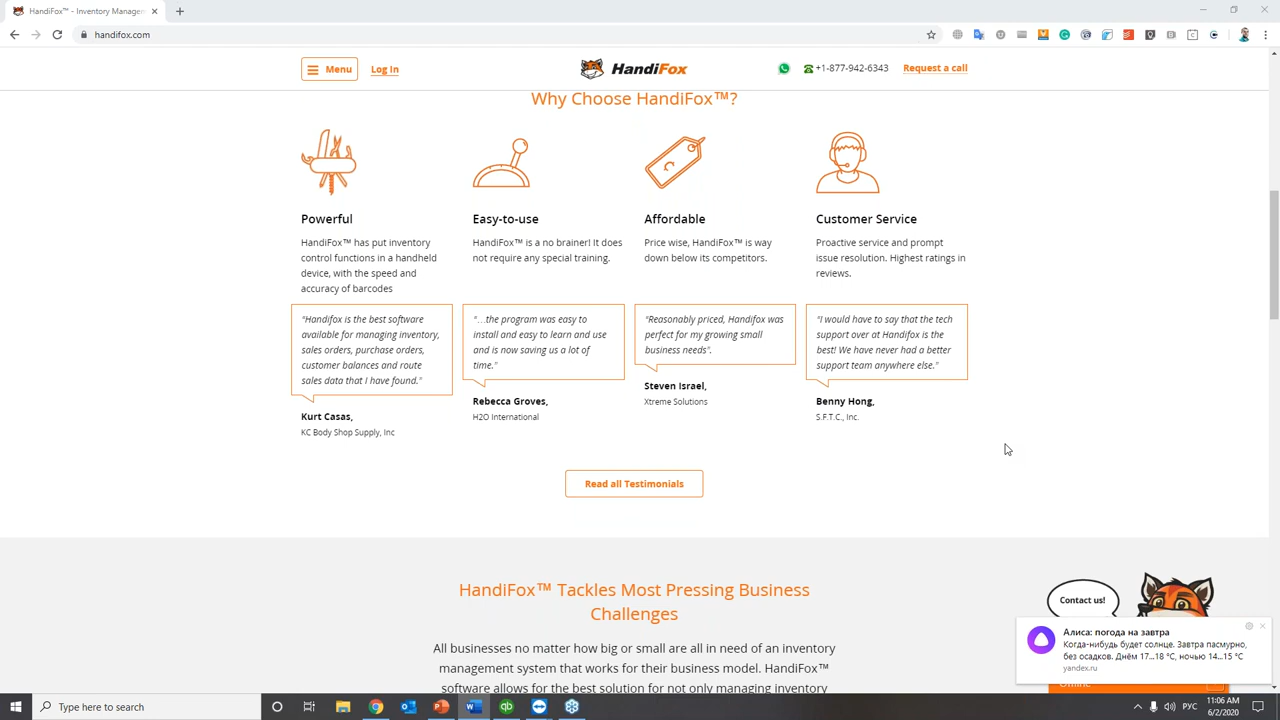 HandiFox™ - Inventory Managem
handifox.com
Menu
Log In
HandiFox
+1-877-942-6343
Request a call
Why Choose HandiFox™?
Powerful
HandiFox™ has put inventory
control functions in a handheld
device, with the speed and
accuracy of barcodes
"Handifox is the best software
available for managing inventory,
sales orders, purchase orders,
customer balances and route
sales data that I have found."
Kurt Casas,
KC Body Shop Supply, Inc
Easy-to-use
HandiFox™ is a no brainer! It does
not require any special training.
"...the program was easy to
install and easy to learn and use
and is now saving us a lot of
time."
Rebecca Groves,
H2O International
Affordable
Price wise, HandiFox™ is way
down below its competitors.
"Reasonably priced, Handifox was
perfect for my growing small
business needs".
Steven Israel,
Xtreme Solutions
Customer Service
Proactive service and prompt
issue resolution. Highest ratings in
reviews.
"I would have to say that the tech
support over at Handifox is the
best! We have never had a better
support team anywhere else."
Benny Hong,
S.F.T.C., Inc.
Read all Testimonials
HandiFox™ Tackles Most Pressing Business
Challenges
All businesses no matter how big or small are all in need of an inventory
management system that works for their business model. HandiFox™
software allows for the best solution for not only managing inventory
Contact us!
Алиса: погода на завтра
Когда-нибудь будет солнце. Завтра пасмурно,
без осадков. Днём 17...18 °C, ночью 14...15 °C
yandex.ru
Type here to search
РУС
11:06 AM
6/2/2020